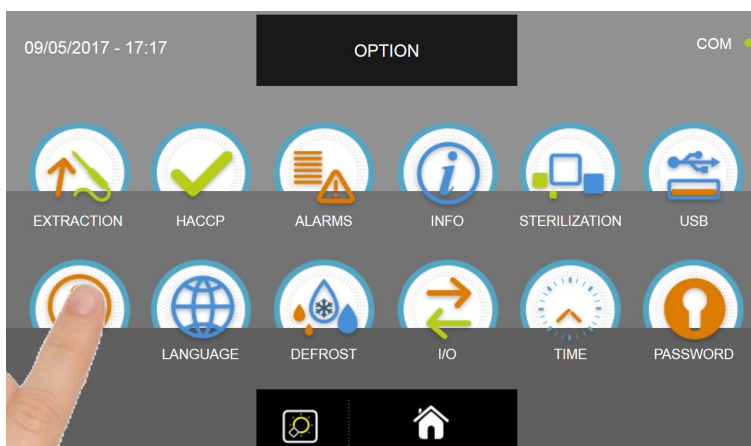 09/05/2017 - 17:17
OPTION
COM
EXTRACTION
HACCP
ALARMS
INFO
STERILIZATION
USB
LANGUAGE
DEFROST
I/O
TIME
PASSWORD